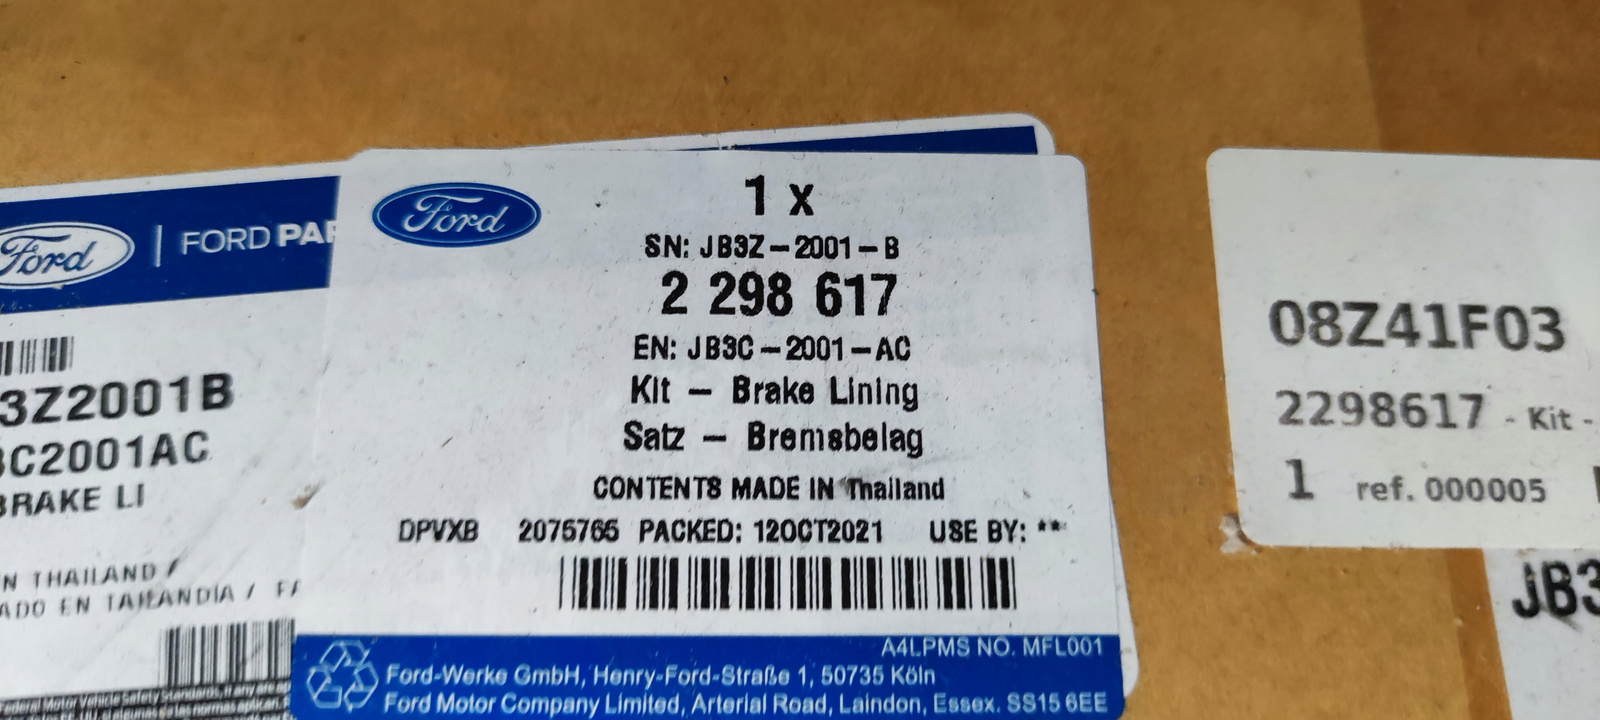 Ford | FORD PAR
3Z2001B
C2001AC
BRAKE LI
N THAILAND /
ADO EN TAILANDIA / FA
Ford
1 x
SN: JB3Z-2001-B
2 298 617
EN: JB3C-2001-AC
Kit - Brake Lining
Satz - Bremsbelag
CONTENTS MADE IN Thailand
DPVXB 2075765 PACKED: 12OCT2021 USE BY: **
A4LPMS NO. MFL001
Ford-Werke GmbH, Henry-Ford-Straße 1, 50735 Köln
Ford Motor Company Limited, Arterial Road, Laindon, Essex. SS15 6EE
08Z41F03
2298617 - Kit -
1 ref. 000005
JB3